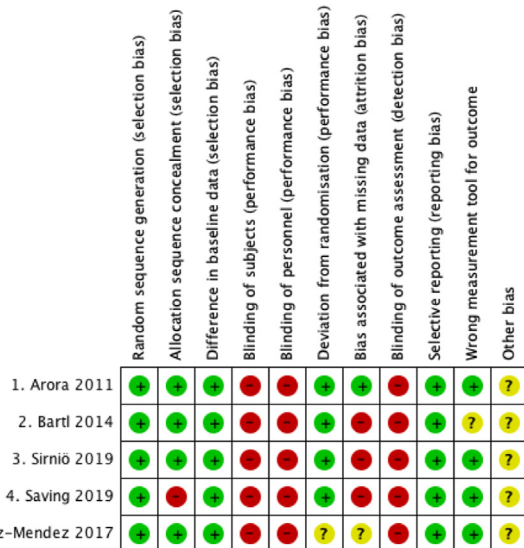 Random sequence generation (selection bias)
Allocation sequence concealment (selection bias)
Difference in baseline data (selection bias)
Blinding of subjects (performance bias)
Blinding of personnel (performance bias)
Deviation from randomisation (performance bias)
Bias associated with missing data (attrition bias)
Blinding of outcome assessment (detection bias)
Selective reporting (reporting bias)
Wrong measurement tool for outcome
Other bias
1. Arora 2011 + + + - - + + - + + ?
2. Bartl 2014 + + + - - + - - + ? ?
3. Sirniö 2019 + + + - - + - - + + ?
4. Saving 2019 + - + - - + - - + + ?
z-Mendez 2017 + + + - - ? ? - + + ?